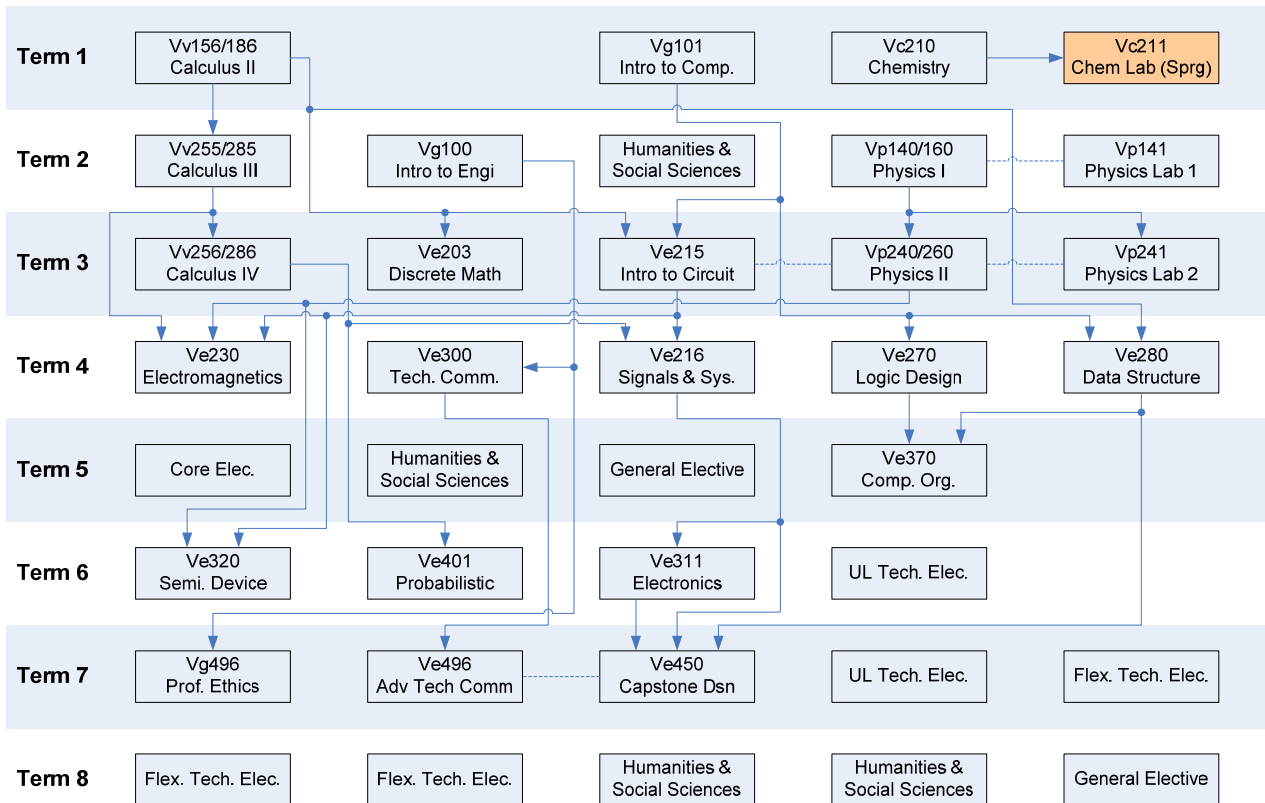 Term 1
Vv156/186
Calculus II
Vg101
Intro to Comp.
Vc210
Chemistry
Vc211
Chem Lab (Sprg)
Term 2
Vv255/285
Calculus III
Vg100
Intro to Engi
Humanities &
Social Sciences
Vp140/160
Physics I
Vp141
Physics Lab 1
Term 3
Vv256/286
Calculus IV
Ve203
Discrete Math
Ve215
Intro to Circuit
Vp240/260
Physics II
Vp241
Physics Lab 2
Term 4
Ve230
Electromagnetics
Ve300
Tech. Comm.
Ve216
Signals & Sys.
Ve270
Logic Design
Ve280
Data Structure
Term 5
Core Elec.
Humanities &
Social Sciences
General Elective
Ve370
Comp. Org.
Term 6
Ve320
Semi. Device
Ve401
Probabilistic
Ve311
Electronics
UL Tech. Elec.
Term 7
Vg496
Prof. Ethics
Ve496
Adv Tech Comm
Ve450
Capstone Dsn
UL Tech. Elec.
Flex. Tech. Elec.
Term 8
Flex. Tech. Elec.
Flex. Tech. Elec.
Humanities &
Social Sciences
Humanities &
Social Sciences
General Elective